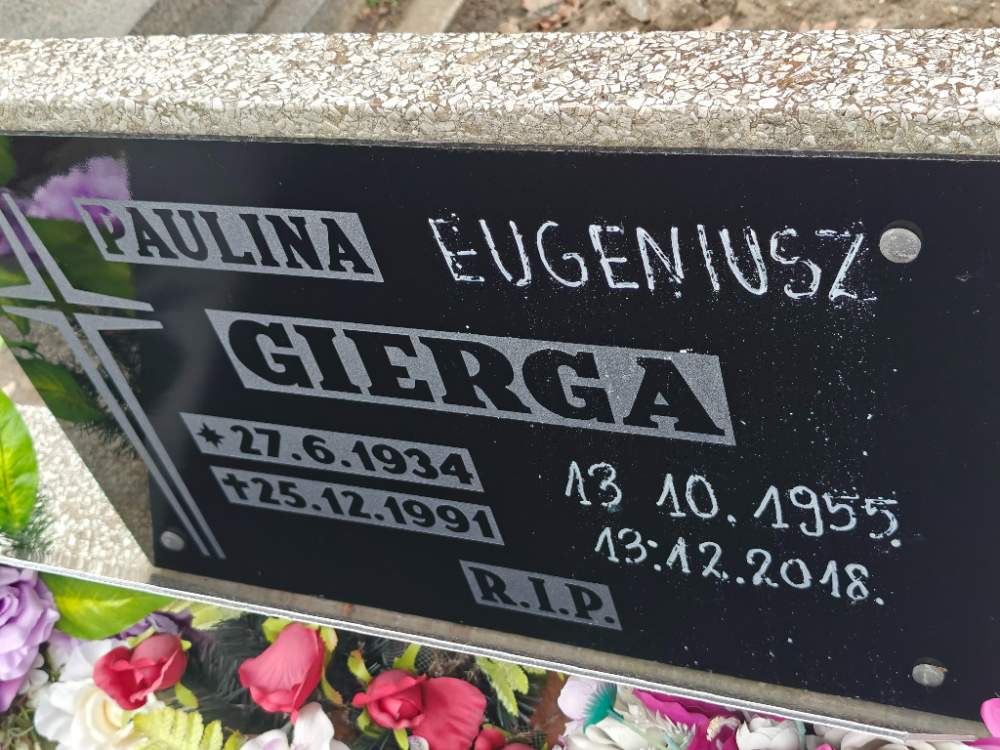 PAULINA EUGENIUSZ
GIERGA
* 27.6.1934
✝ 25.12.1991
13 10. 1955.
13:12.2018.
R.I.P.